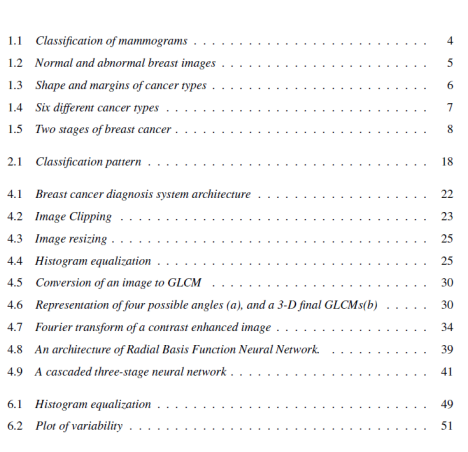 1.1 Classification of mammograms . . . . . . . . . . . . . . . . . . . . . . . . . . . 4
1.2 Normal and abnormal breast images . . . . . . . . . . . . . . . . . . . . . . . . 5
1.3 Shape and margins of cancer types . . . . . . . . . . . . . . . . . . . . . . . . . 6
1.4 Six different cancer types . . . . . . . . . . . . . . . . . . . . . . . . . . . . . . 7
1.5 Two stages of breast cancer . . . . . . . . . . . . . . . . . . . . . . . . . . . . . 8
2.1 Classification pattern . . . . . . . . . . . . . . . . . . . . . . . . . . . . . . . . 18
4.1 Breast cancer diagnosis system architecture . . . . . . . . . . . . . . . . . . . . 22
4.2 Image Clipping . . . . . . . . . . . . . . . . . . . . . . . . . . . . . . . . . . . 23
4.3 Image resizing . . . . . . . . . . . . . . . . . . . . . . . . . . . . . . . . . . . . 25
4.4 Histogram equalization . . . . . . . . . . . . . . . . . . . . . . . . . . . . . . . 25
4.5 Conversion of an image to GLCM . . . . . . . . . . . . . . . . . . . . . . . . . 30
4.6 Representation of four possible angles (a), and a 3-D final GLCMs(b) . . . . . 30
4.7 Fourier transform of a contrast enhanced image . . . . . . . . . . . . . . . . . . 34
4.8 An architecture of Radial Basis Function Neural Network. . . . . . . . . . . . 39
4.9 A cascaded three-stage neural network . . . . . . . . . . . . . . . . . . . . . . . 41
6.1 Histogram equalization . . . . . . . . . . . . . . . . . . . . . . . . . . . . . . . 49
6.2 Plot of variability . . . . . . . . . . . . . . . . . . . . . . . . . . . . . . . . . . 51